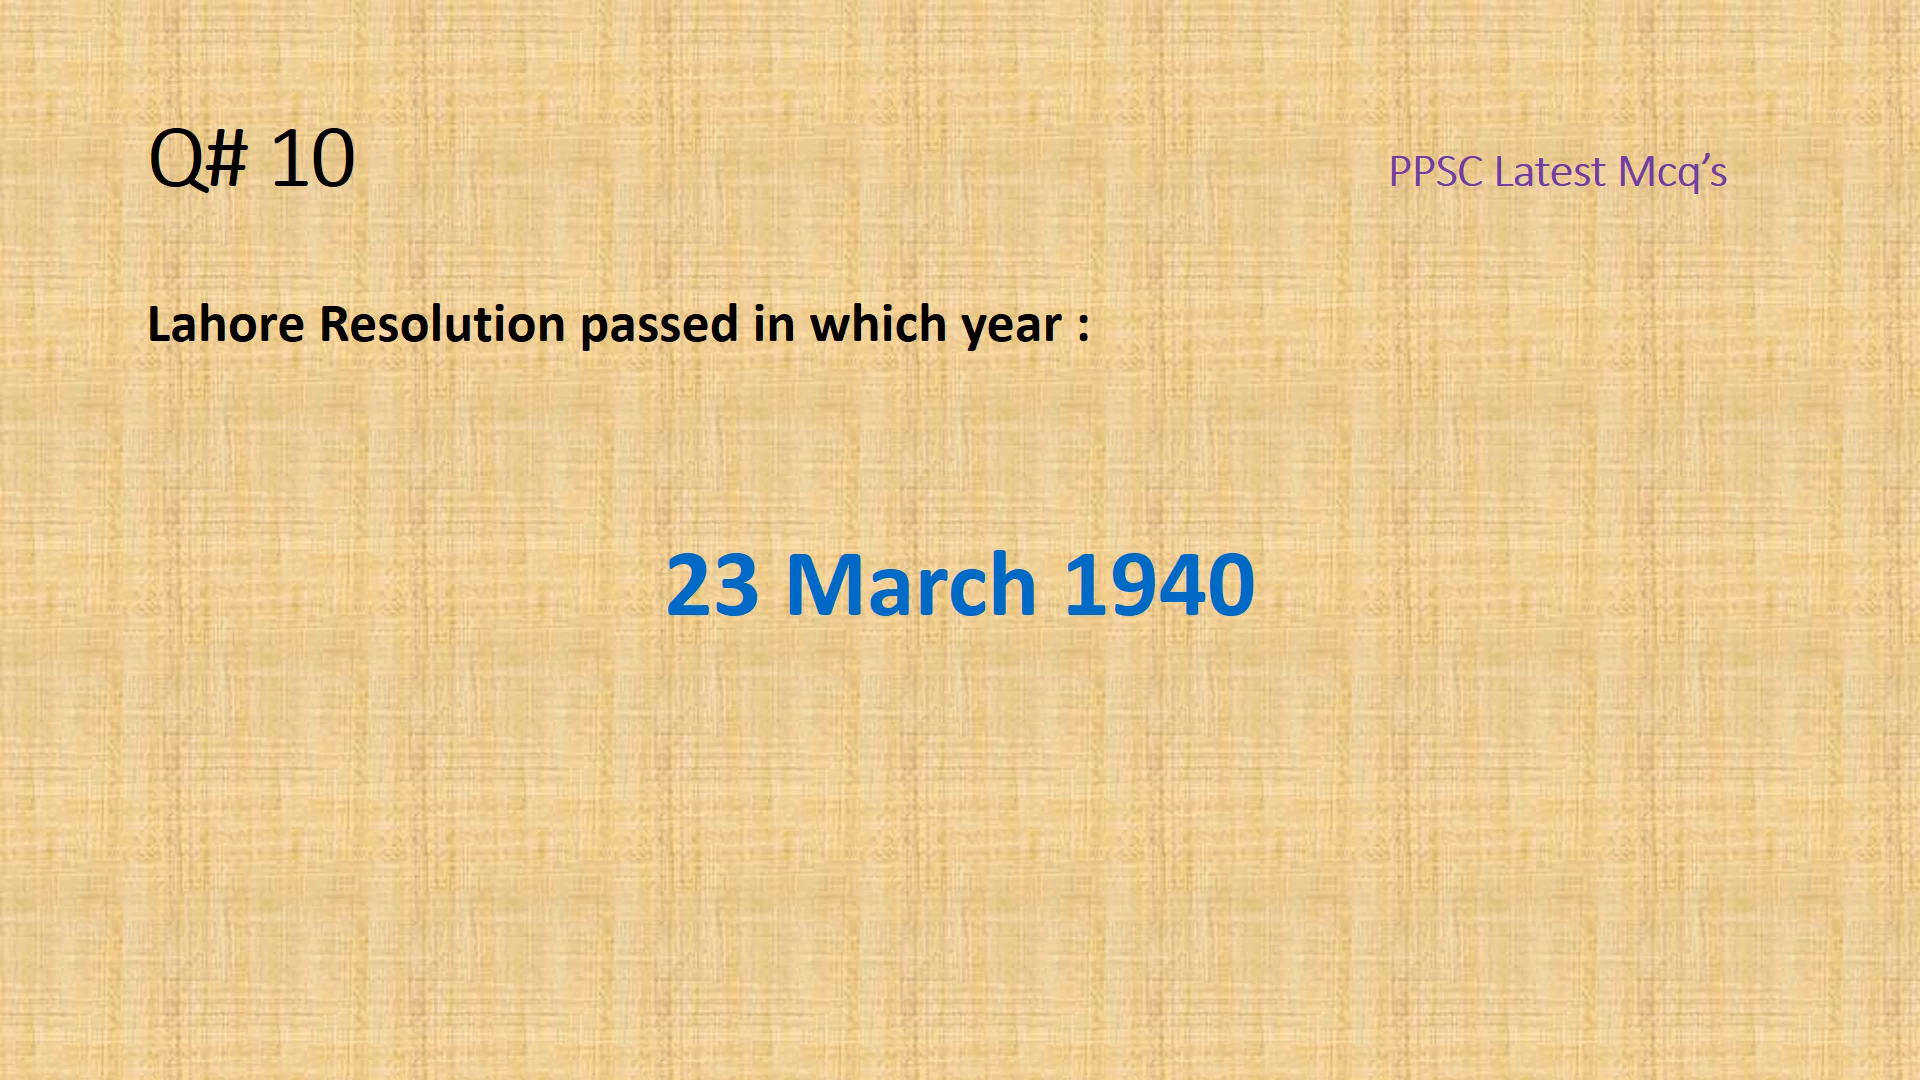 Q# 10
PPSC Latest Mcq’s
Lahore Resolution passed in which year :
23 March 1940